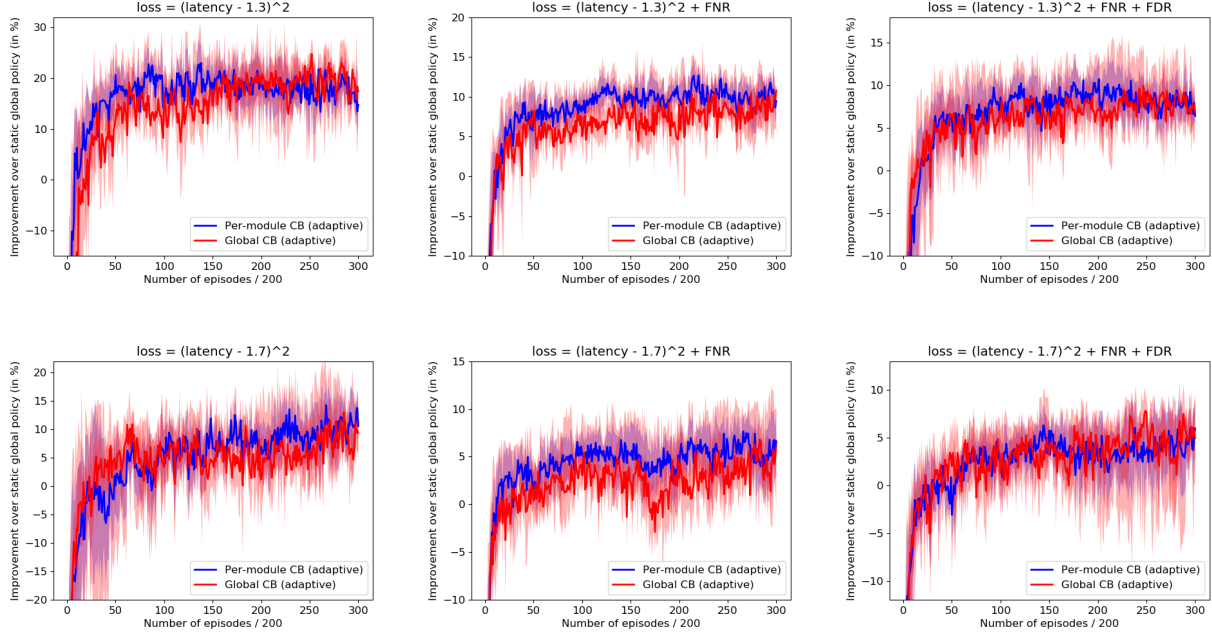 loss = (latency - 1.3)^2
Improvement over static global policy (in %)
30
20
10
0
−10
0
50
100
150
200
250
300
Number of episodes / 200
Per-module CB (adaptive)
Global CB (adaptive)
loss = (latency - 1.3)^2 + FNR
Improvement over static global policy (in %)
20
15
10
5
0
−5
−10
0
50
100
150
200
250
300
Number of episodes / 200
Per-module CB (adaptive)
Global CB (adaptive)
loss = (latency - 1.3)^2 + FNR + FDR
Improvement over static global policy (in %)
15
10
5
0
−5
−10
0
50
100
150
200
250
300
Number of episodes / 200
Per-module CB (adaptive)
Global CB (adaptive)
loss = (latency - 1.7)^2
Improvement over static global policy (in %)
20
15
10
5
0
−5
−10
−15
−20
0
50
100
150
200
250
300
Number of episodes / 200
Per-module CB (adaptive)
Global CB (adaptive)
loss = (latency - 1.7)^2 + FNR
Improvement over static global policy (in %)
15
10
5
0
−5
−10
0
50
100
150
200
250
300
Number of episodes / 200
Per-module CB (adaptive)
Global CB (adaptive)
loss = (latency - 1.7)^2 + FNR + FDR
Improvement over static global policy (in %)
10
5
0
−5
−10
0
50
100
150
200
250
300
Number of episodes / 200
Per-module CB (adaptive)
Global CB (adaptive)